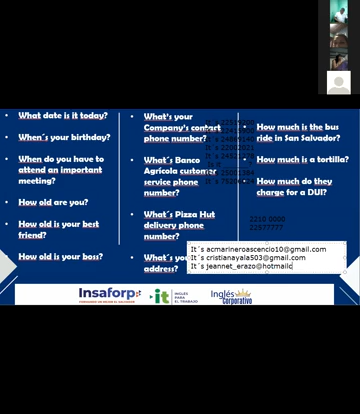 What date is it today?
When´s your birthday?
When do you have to
attend an important
meeting?
How old are you?
How old is your best
friend?
How old is your boss?
What's your
Company's contact
phone number?
What´s Banco
Agrícola customer
service phone
number?
What´s Pizza Hut
delivery phone
number?
What´s
address?
How much is the bus
ride in San Salvador?
How much is a tortilla?
How much do they
charge for a DUI?
2210 0000
22577777
It´s acmarineroascencio10@gmail.com
It´s cristianayala503@gmail.com
It´s jeannet_erazo@hotmailc
Insaforp
it
INGLÉS
PARA
EL TRABAJO
Inglés
Corporativo